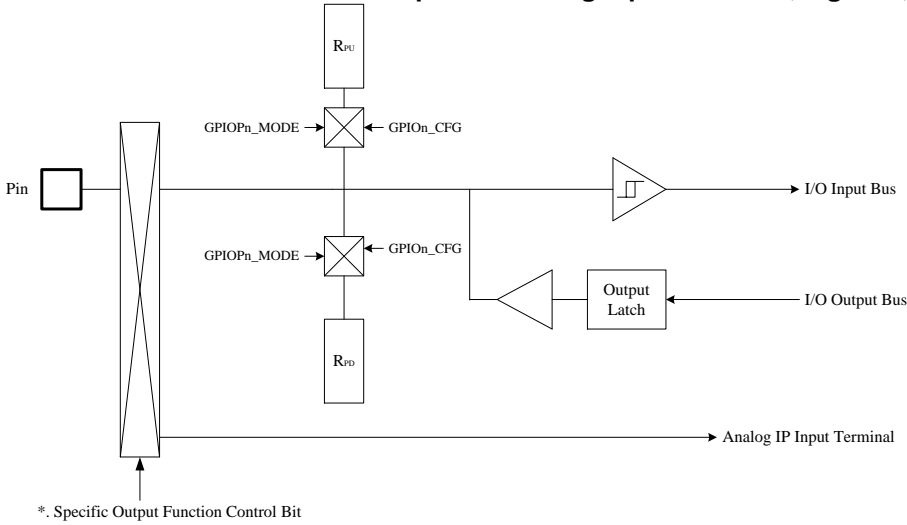 RPU
GPIOPn_MODE
GPIOn_CFG
Pin
I/O Input Bus
GPIOPn_MODE
GPIOn_CFG
Output
Latch
I/O Output Bus
RPD
Analog IP Input Terminal
*. Specific Output Function Control Bit